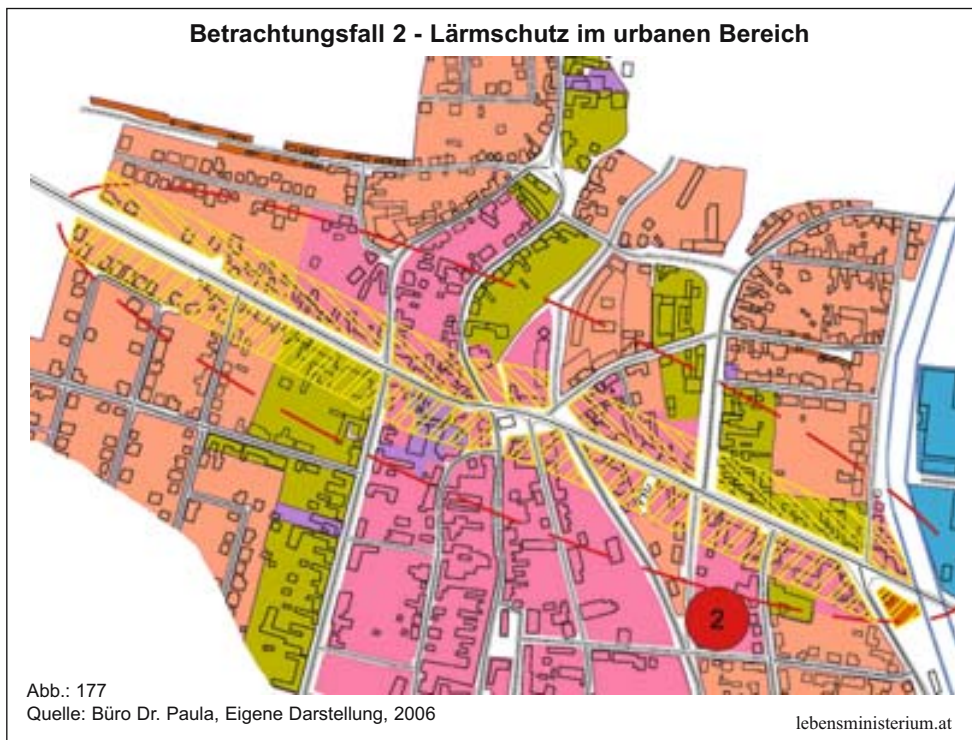 Betrachtungsfall 2 - Lärmschutz im urbanen Bereich
2
Abb.: 177
Quelle: Büro Dr. Paula, Eigene Darstellung, 2006
lebensministerium.at